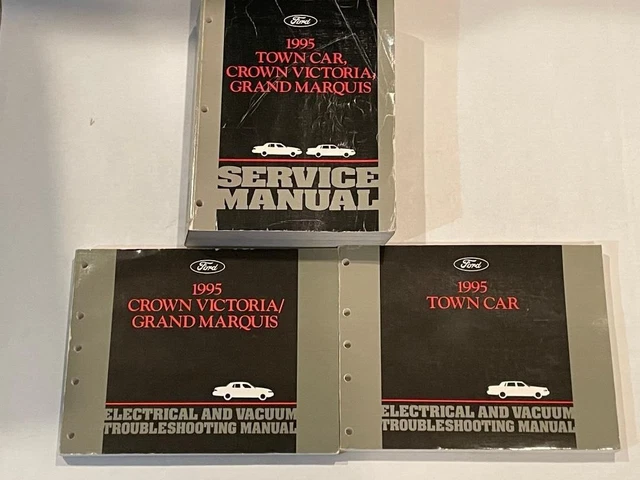 Ford
1995
TOWN CAR,
CROWN VICTORIA,
GRAND MARQUIS
SERVICE
MANUAL
Ford
1995
CROWN VICTORIA/
GRAND MARQUIS
ELECTRICAL AND VACUUM
TROUBLESHOOTING MANUAL
Ford
1995
TOWN CAR
ELECTRICAL AND VACUUM
TROUBLESHOOTING MANUAL